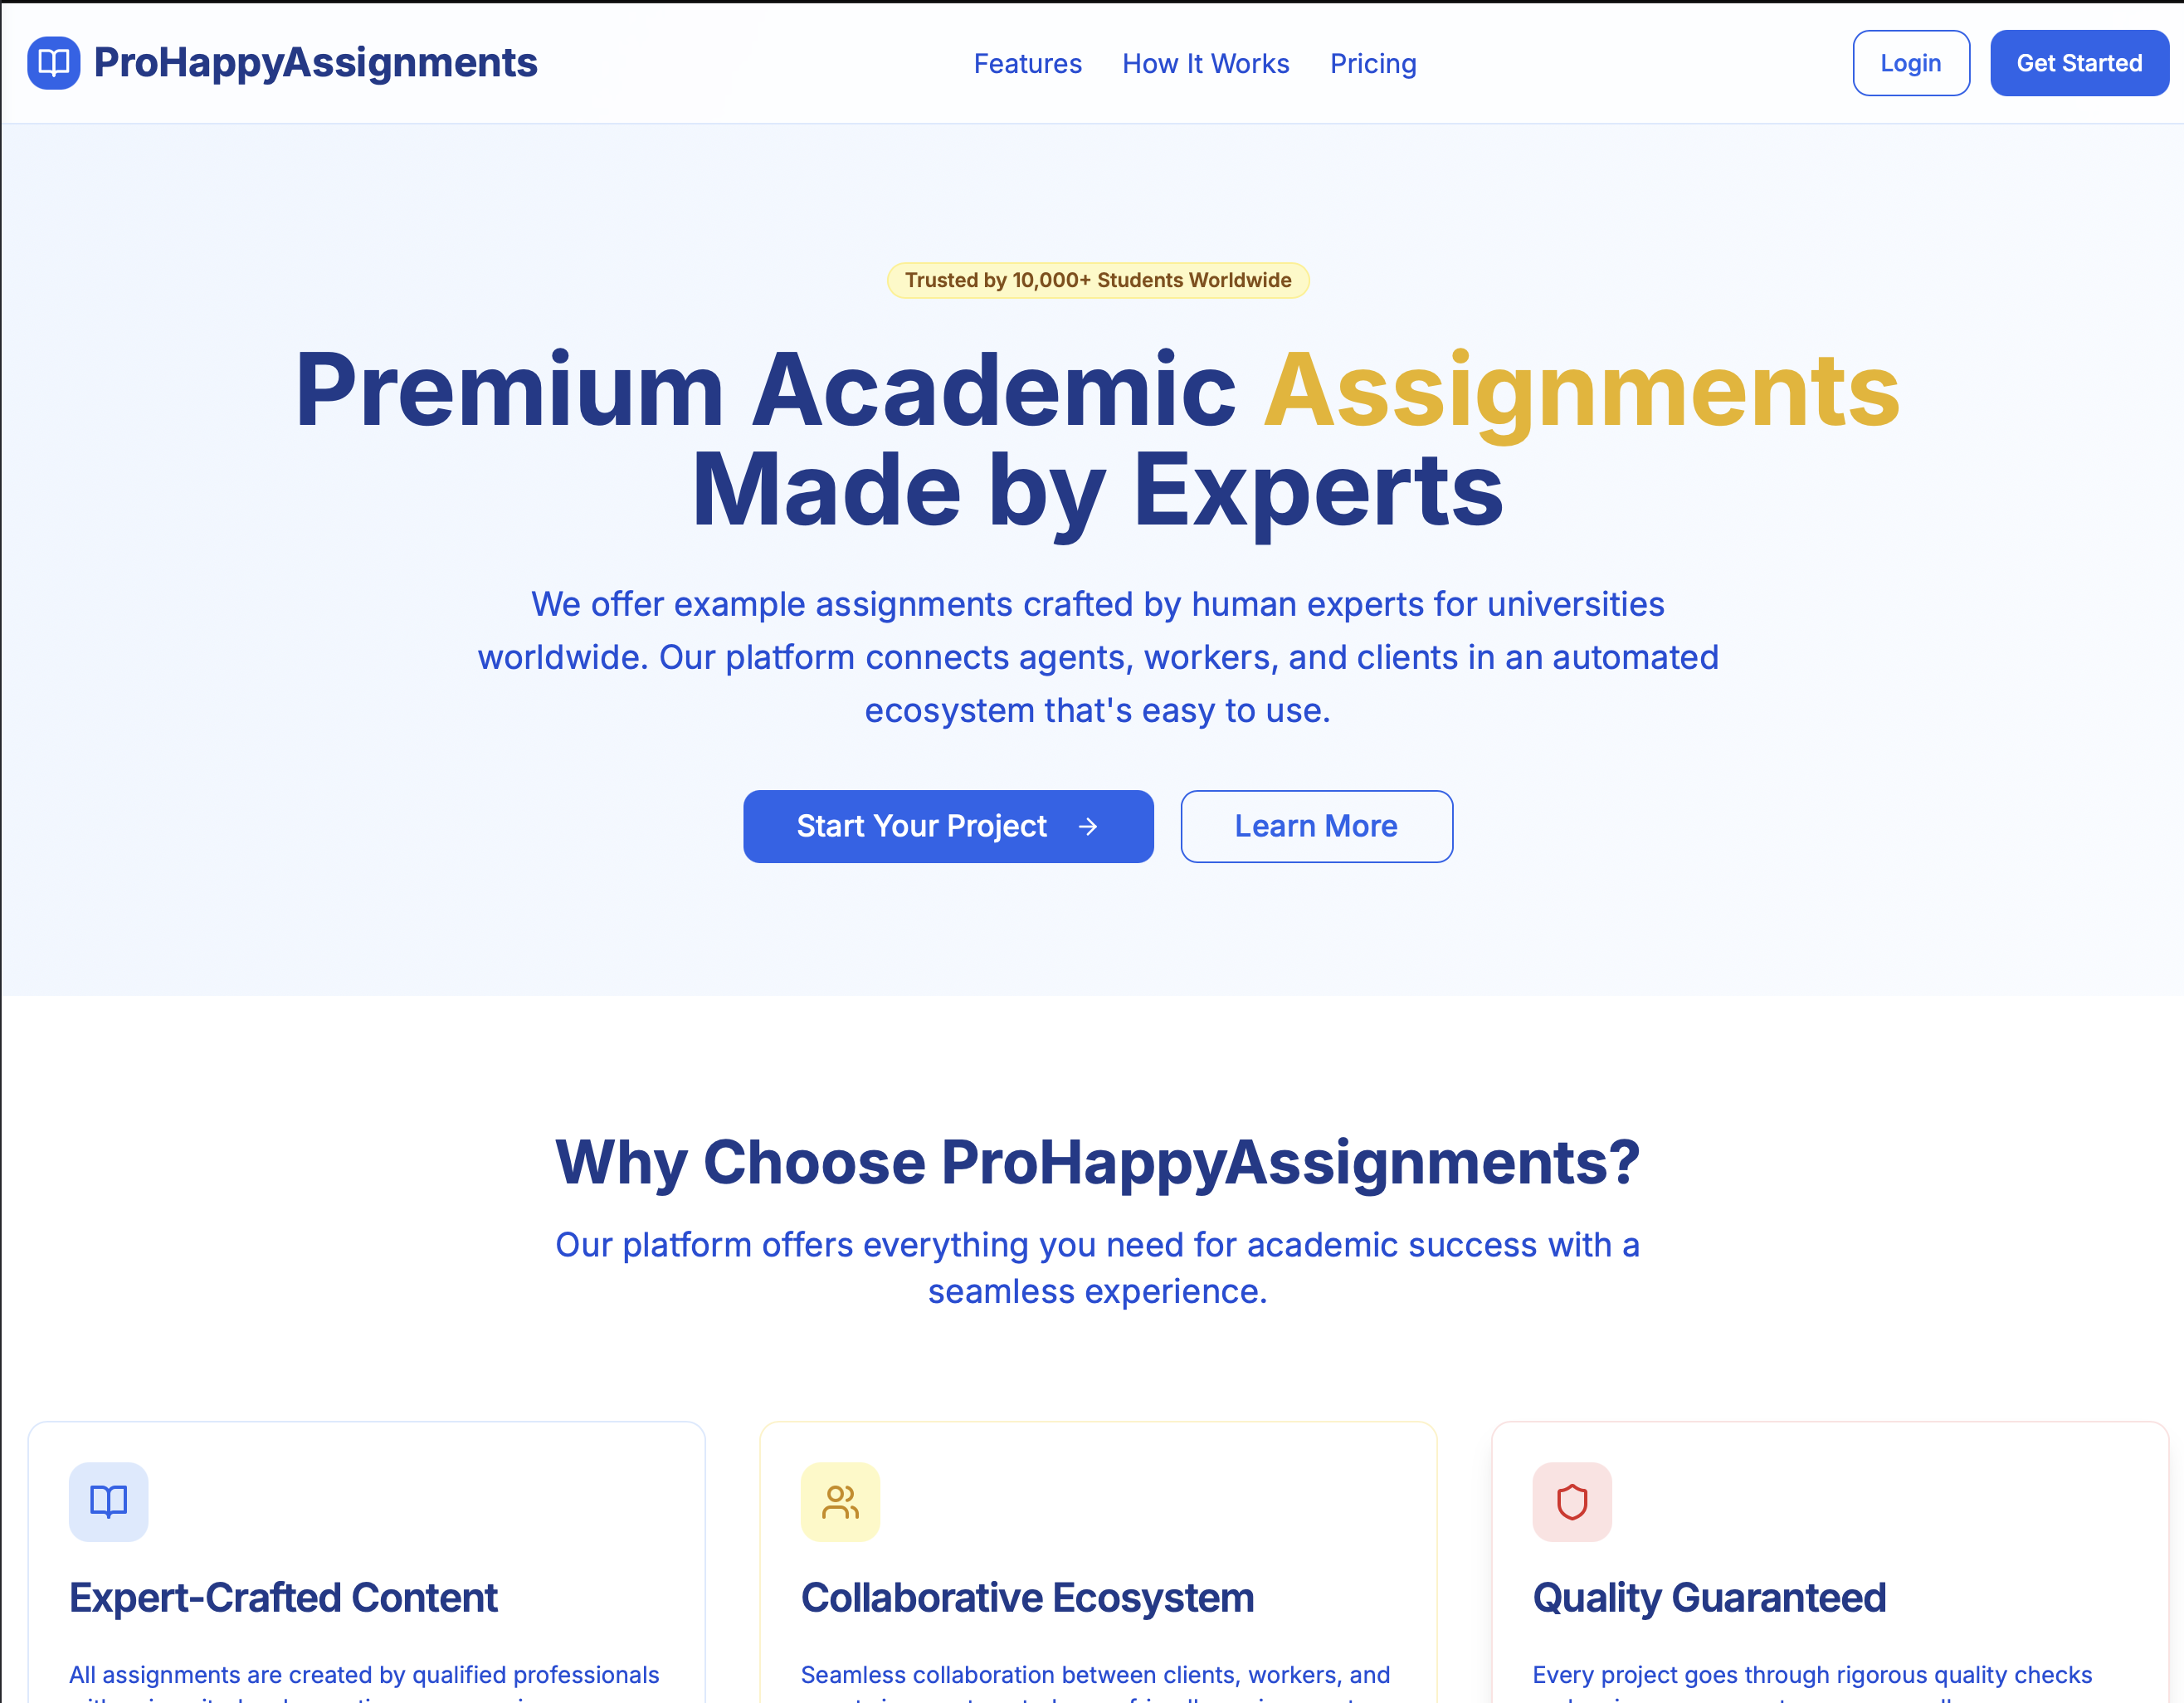 ProHappyAssignments
Features
How It Works
Pricing
Login
Get Started
Trusted by 10,000+ Students Worldwide
Premium Academic Assignments
Made by Experts
We offer example assignments crafted by human experts for universities
worldwide. Our platform connects agents, workers, and clients in an automated
ecosystem that's easy to use.
Start Your Project →
Learn More
Why Choose ProHappyAssignments?
Our platform offers everything you need for academic success with a
seamless experience.
Expert-Crafted Content
All assignments are created by qualified professionals
Collaborative Ecosystem
Seamless collaboration between clients, workers, and
Quality Guaranteed
Every project goes through rigorous quality checks